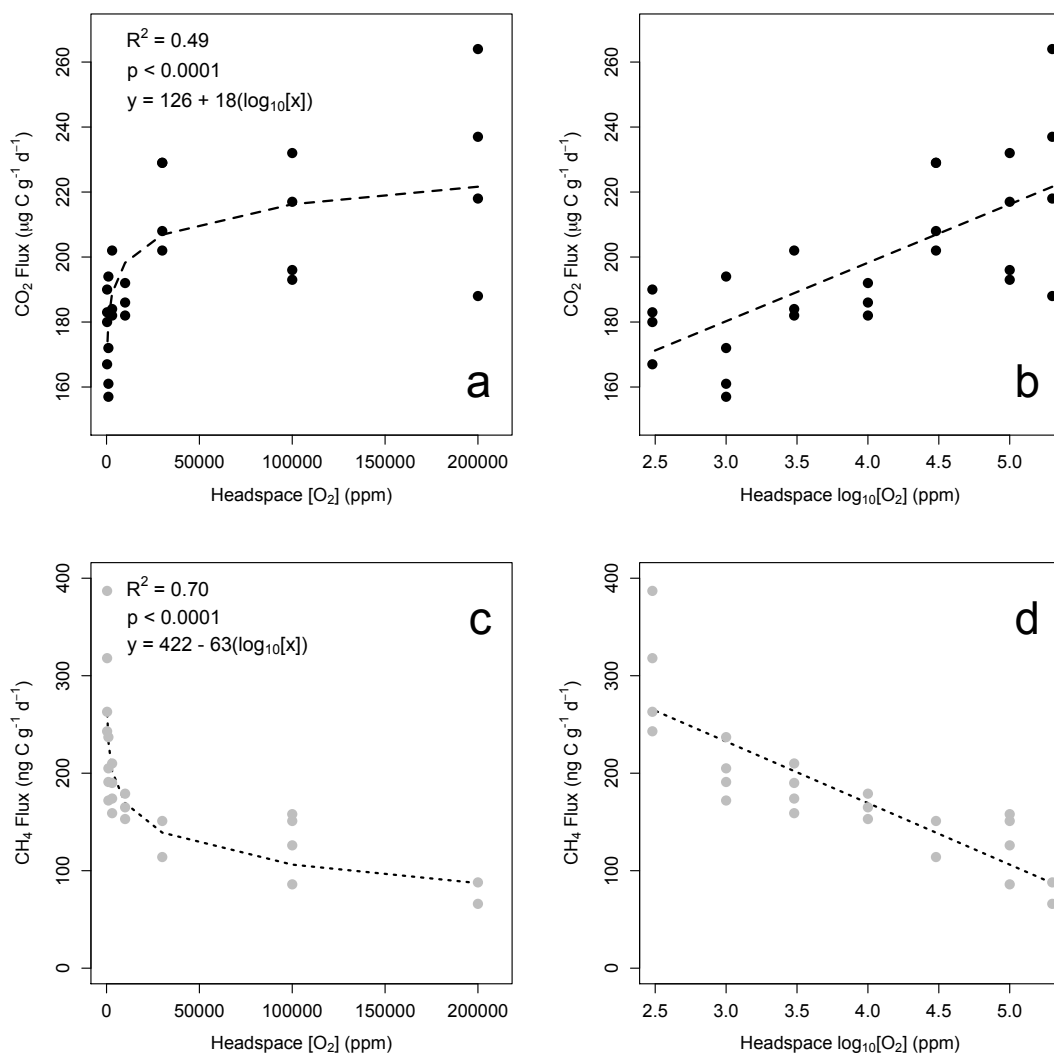 R² = 0.49
p < 0.0001
y = 126 + 18(log₁₀[x])
a
CO₂ Flux (µg C g⁻¹ d⁻¹)
160
180
200
220
240
260
0
50000
100000
150000
200000
Headspace [O₂] (ppm)
b
CO₂ Flux (µg C g⁻¹ d⁻¹)
160
180
200
220
240
260
2.5
3.0
3.5
4.0
4.5
5.0
Headspace log₁₀[O₂] (ppm)
R² = 0.70
p < 0.0001
y = 422 - 63(log₁₀[x])
c
CH₄ Flux (ng C g⁻¹ d⁻¹)
0
100
200
300
400
0
50000
100000
150000
200000
Headspace [O₂] (ppm)
d
CH₄ Flux (ng C g⁻¹ d⁻¹)
0
100
200
300
400
2.5
3.0
3.5
4.0
4.5
5.0
Headspace log₁₀[O₂] (ppm)